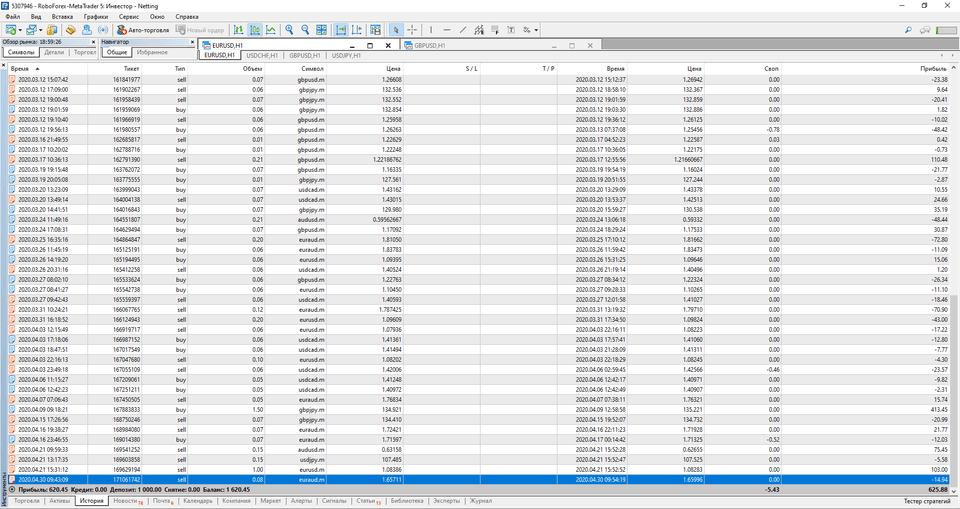 5307946 - RoboForex-MetaTrader 5: Инвестор - Netting
Файл Вид Вставка Графики Сервис Окно Справка
Авто-торговля Новый ордер
Обзор рынка: 18:59:26 Навигатор EURUSD,H1 GBPUSD,H1
Символы Детали Торговл Общие Избранное EURUSD,H1 USDCHF,H1 GBPUSD,H1 USDJPY,H1
Время Тикет Тип Объем Символ Цена S / L T / P Время Цена Своп Прибыль
2020.03.12 15:07:42 161841977 sell 0.07 gbpusd.m 1.26608 2020.03.12 15:12:37 1.26942 0.00 -23.38
2020.03.12 17:09:00 161902267 sell 0.06 gbpjpy.m 132.536 2020.03.12 18:58:10 132.367 0.00 9.64
2020.03.12 19:00:48 161958439 sell 0.07 gbpjpy.m 132.552 2020.03.12 19:01:59 132.859 0.00 -20.41
2020.03.12 19:01:59 161959069 buy 0.06 gbpjpy.m 132.854 2020.03.12 19:03:30 132.886 0.00 1.82
2020.03.12 19:10:40 161966919 sell 0.06 gbpusd.m 1.25958 2020.03.12 19:36:12 1.26125 0.00 -10.02
2020.03.12 19:56:13 161980557 buy 0.06 gbpusd.m 1.26263 2020.03.13 07:37:08 1.25456 -0.78 -48.42
2020.03.16 21:49:55 162685817 sell 0.01 gbpusd.m 1.22629 2020.03.17 04:52:23 1.22587 0.03 0.42
2020.03.17 10:20:02 162788716 buy 0.01 gbpusd.m 1.22248 2020.03.17 10:36:05 1.22175 0.00 -0.73
2020.03.17 10:36:13 162791390 sell 0.21 gbpusd.m 1.22186762 2020.03.17 12:55:56 1.21660667 0.00 110.48
2020.03.19 19:15:48 163762072 sell 0.07 gbpusd.m 1.16335 2020.03.19 19:54:19 1.16024 0.00 -21.77
2020.03.19 20:05:08 163775555 buy 0.01 gbpjpy.m 127.561 2020.03.19 20:51:55 127.244 0.00 -2.87
2020.03.20 13:23:09 163999043 buy 0.07 usdcad.m 1.43162 2020.03.20 13:29:09 1.43378 0.00 10.55
2020.03.20 13:49:14 164004138 sell 0.07 usdcad.m 1.43015 2020.03.20 13:53:37 1.42513 0.00 24.66
2020.03.20 14:41:51 164016843 buy 0.07 gbpjpy.m 129.980 2020.03.20 15:59:27 130.538 0.00 35.19
2020.03.24 11:49:16 164551807 buy 0.21 audusd.m 0.59562667 2020.03.24 13:06:18 0.59332 0.00 -48.44
2020.03.24 17:08:31 164629494 buy 0.07 gbpusd.m 1.17092 2020.03.24 18:29:24 1.17533 0.00 30.87
2020.03.25 16:35:16 164864847 sell 0.20 euraud.m 1.81050 2020.03.25 17:10:12 1.81662 0.00 -72.80
2020.03.26 11:45:19 165125191 buy 0.06 euraud.m 1.83783 2020.03.26 11:59:42 1.83473 0.00 -11.09
2020.03.26 14:19:20 165194495 buy 0.06 eurusd.m 1.09395 2020.03.26 15:31:25 1.09646 0.00 15.06
2020.03.26 20:31:16 165412258 sell 0.06 usdcad.m 1.40524 2020.03.26 21:19:14 1.40496 0.00 1.20
2020.03.27 08:02:10 165533624 buy 0.06 gbpusd.m 1.22763 2020.03.27 08:34:12 1.22324 0.00 -26.34
2020.03.27 08:41:27 165542738 buy 0.06 eurusd.m 1.10450 2020.03.27 09:28:33 1.10265 0.00 -11.10
2020.03.27 09:42:43 165559397 sell 0.06 usdcad.m 1.40593 2020.03.27 12:01:58 1.41027 0.00 -18.46
2020.03.31 10:24:21 166067765 sell 0.12 euraud.m 1.787425 2020.03.31 13:19:32 1.79710 0.00 -70.90
2020.03.31 16:18:52 166124943 sell 0.20 eurusd.m 1.09609 2020.03.31 17:34:50 1.09824 0.00 -43.00
2020.04.03 12:15:49 166919717 sell 0.06 eurusd.m 1.07936 2020.04.03 22:16:11 1.08223 0.00 -17.22
2020.04.03 17:18:06 166987152 buy 0.06 usdcad.m 1.41361 2020.04.03 17:57:41 1.41060 0.00 -12.80
2020.04.03 18:47:51 167017549 buy 0.06 usdcad.m 1.41494 2020.04.03 21:28:09 1.41311 0.00 -7.77
2020.04.03 22:16:13 167047680 sell 0.10 eurusd.m 1.08202 2020.04.03 22:18:29 1.08245 0.00 -4.30
2020.04.03 23:49:18 167055109 sell 0.06 usdcad.m 1.42006 2020.04.06 02:59:45 1.42566 -0.46 -23.57
2020.04.06 11:15:27 167209061 buy 0.05 usdcad.m 1.41248 2020.04.06 12:42:17 1.40971 0.00 -9.82
2020.04.06 12:42:23 167251211 buy 0.05 usdcad.m 1.40972 2020.04.06 12:42:49 1.40907 0.00 -2.31
2020.04.07 07:06:43 167450505 sell 0.05 euraud.m 1.76834 2020.04.07 07:38:11 1.76321 0.00 15.74
2020.04.09 09:18:21 167883833 buy 1.50 gbpjpy.m 134.921 2020.04.09 12:58:58 135.221 0.00 413.45
2020.04.15 17:26:56 168750246 sell 0.07 gbpjpy.m 134.410 2020.04.15 19:52:07 134.732 0.00 -20.99
2020.04.16 19:38:27 168984080 sell 0.07 euraud.m 1.72421 2020.04.16 22:11:23 1.71928 0.00 21.77
2020.04.16 23:46:55 169014380 buy 0.07 euraud.m 1.71597 2020.04.17 00:14:42 1.71325 -0.52 -12.03
2020.04.21 09:59:33 169541252 sell 0.15 audusd.m 0.63158 2020.04.21 15:52:28 0.62655 0.00 75.45
2020.04.21 13:17:35 169603858 sell 0.15 usdjpy.m 107.485 2020.04.21 15:52:47 107.525 0.00 -5.58
2020.04.21 15:31:12 169629194 sell 1.00 eurusd.m 1.08386 2020.04.21 15:52:52 1.08283 0.00 103.00
2020.04.30 09:43:09 171061742 sell 0.08 euraud.m 1.65711 2020.04.30 09:54:19 1.65996 0.00 -14.94
Прибыль: 620.45 Кредит: 0.00 Депозит: 1 000.00 Снятие: 0.00 Баланс: 1 620.45 -5.43 625.88
Инструменты
Торговля Активы История Новости Почта Календарь Компания Маркет Алерты Сигналы Статьи Библиотека Эксперты Журнал Тестер стратегий